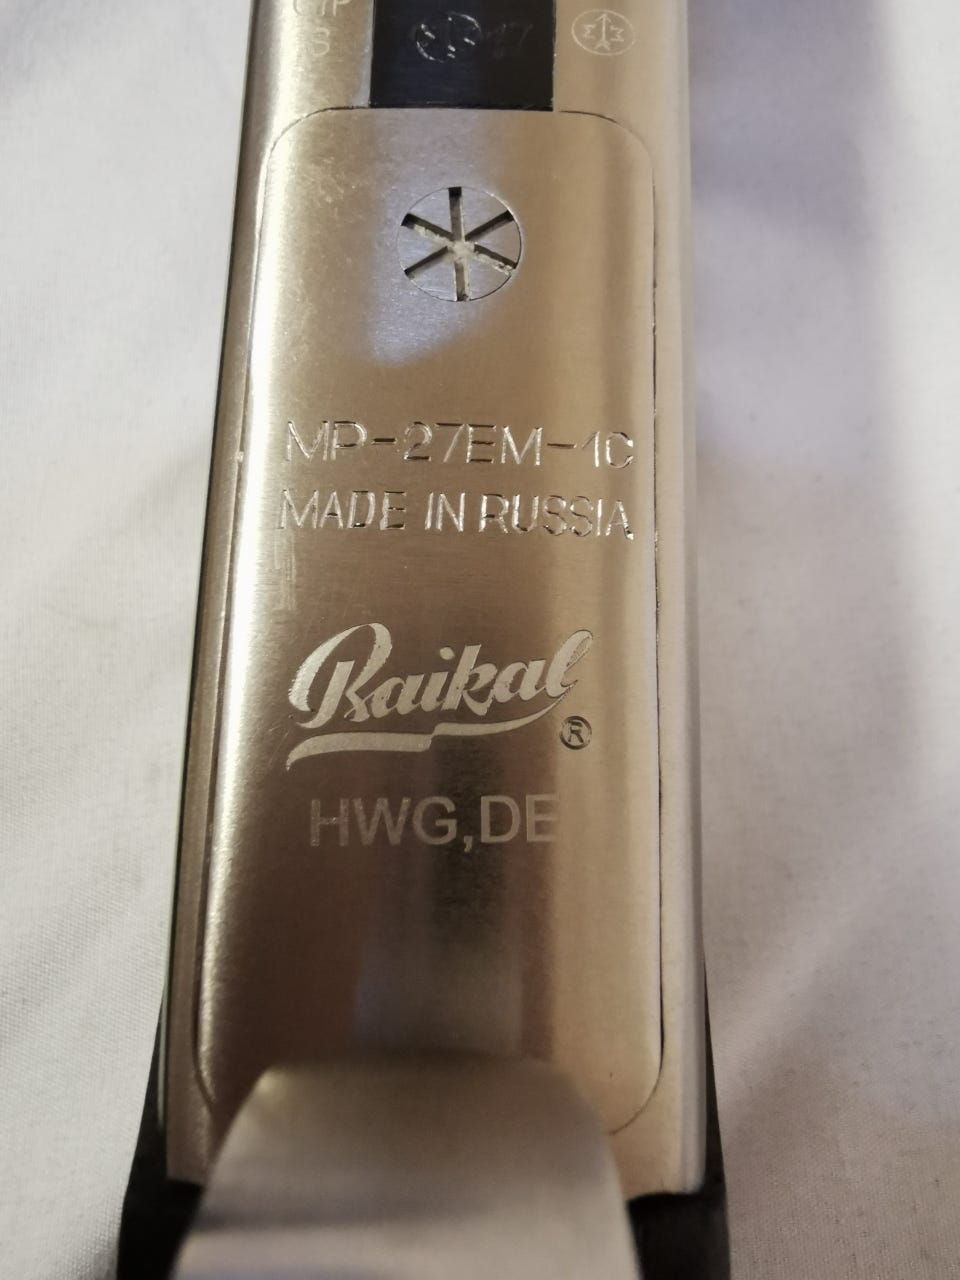 MP-27EM-1C
MADE IN RUSSIA
Baikal
®
HWG,DE